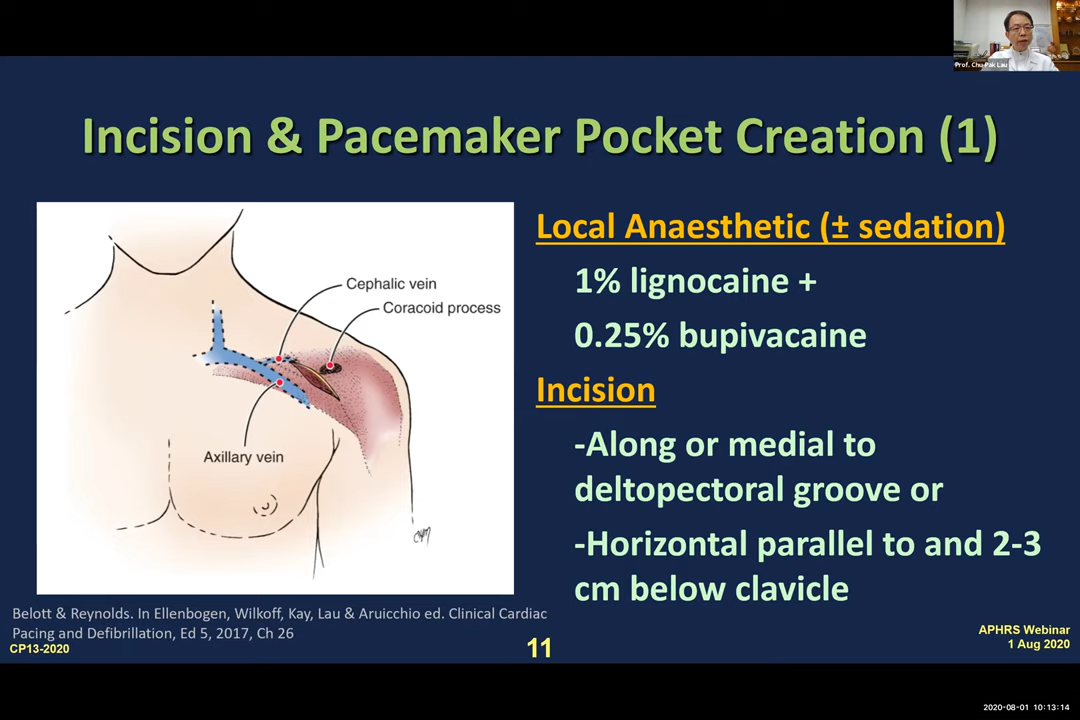 Prof. Chu-Pak Lau
Incision & Pacemaker Pocket Creation (1)
Cephalic vein
Coracoid process
Axillary vein
Local Anaesthetic (± sedation)
1% lignocaine +
0.25% bupivacaine
Incision
-Along or medial to
deltopectoral groove or
-Horizontal parallel to and 2-3
cm below clavicle
Belott & Reynolds. In Ellenbogen, Wilkoff, Kay, Lau & Aruicchio ed. Clinical Cardiac
Pacing and Defibrillation, Ed 5, 2017, Ch 26
CP13-2020
11
APHRS Webinar
1 Aug 2020
2020-08-01 10:13:14